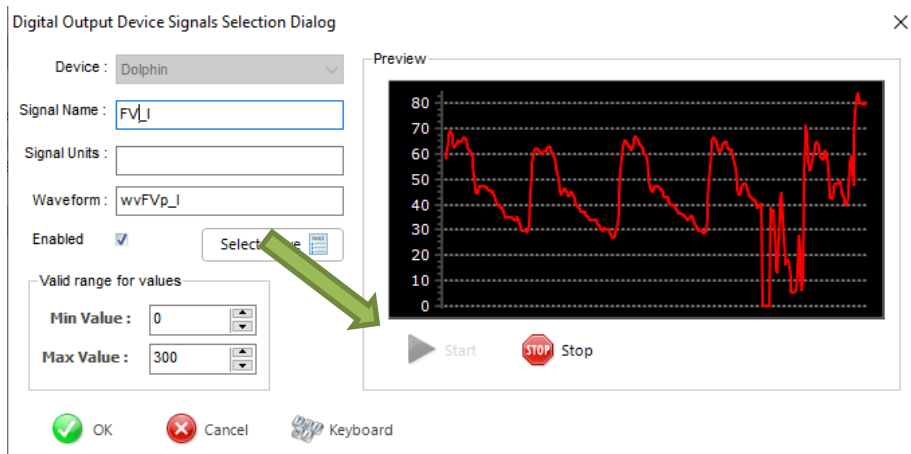 Digital Output Device Signals Selection Dialog
Device : Dolphin
Signal Name : FV_l
Signal Units :
Waveform : wvFVp_l
Enabled
Select
Valid range for values
Min Value : 0
Max Value : 300
OK
Cancel
Keyboard
Preview
80
70
60
50
40
30
20
10
0
Start
STOP Stop